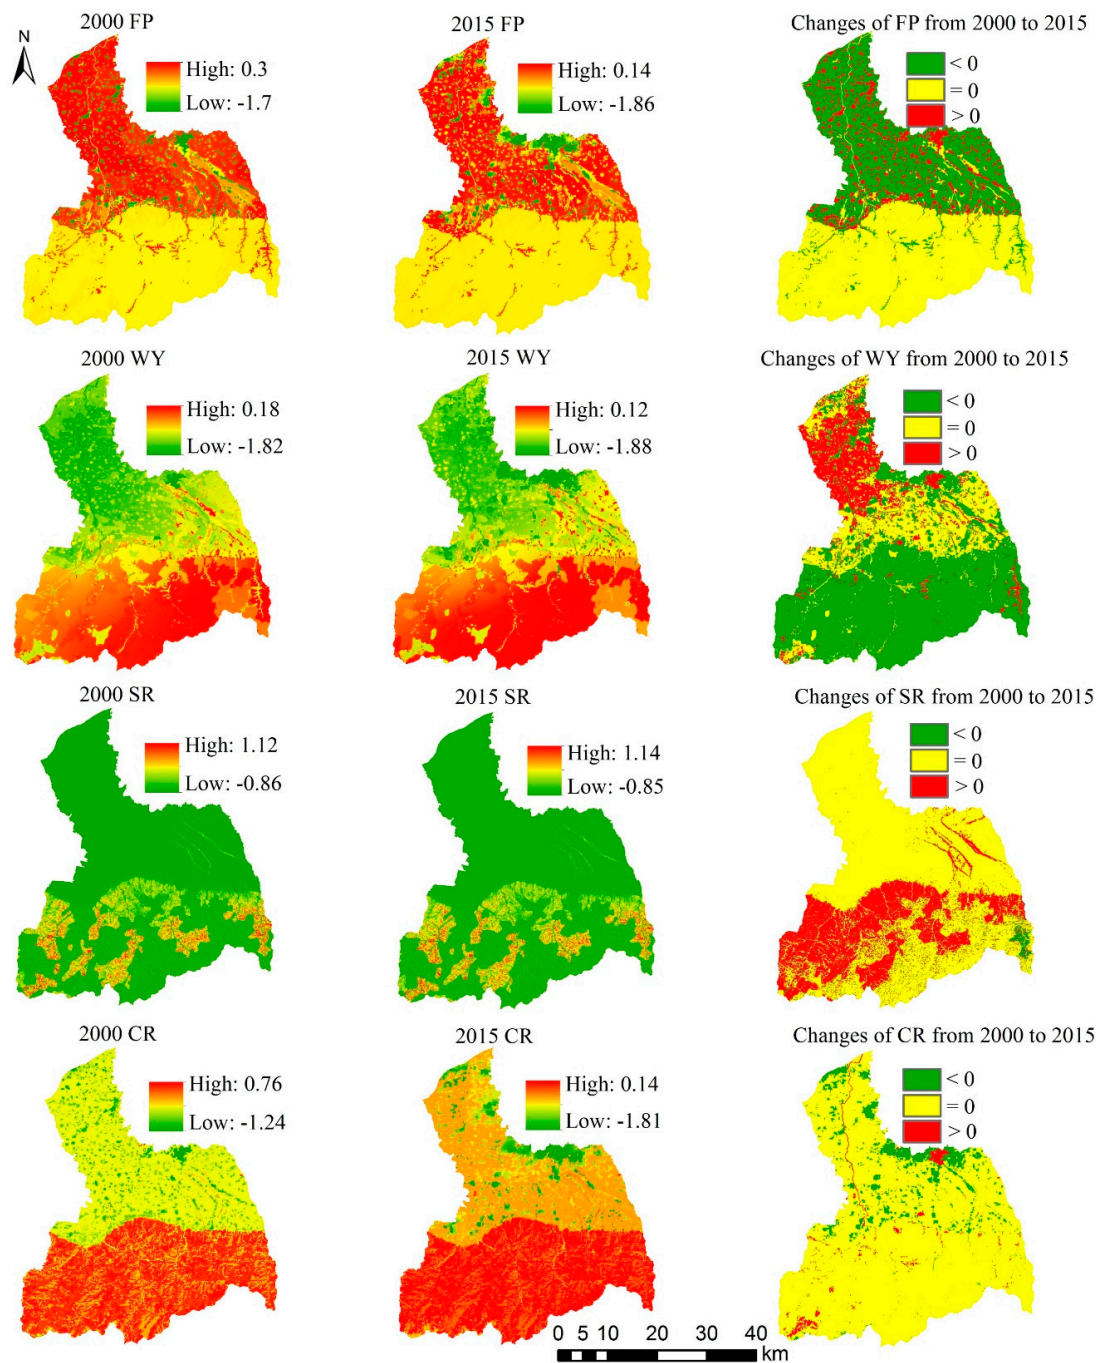 2000 FP
2015 FP
Changes of FP from 2000 to 2015
N
High: 0.3
Low: -1.7
High: 0.14
Low: -1.86
< 0
= 0
> 0
2000 WY
2015 WY
Changes of WY from 2000 to 2015
High: 0.18
Low: -1.82
High: 0.12
Low: -1.88
< 0
= 0
> 0
2000 SR
2015 SR
Changes of SR from 2000 to 2015
High: 1.12
Low: -0.86
High: 1.14
Low: -0.85
< 0
= 0
> 0
2000 CR
2015 CR
Changes of CR from 2000 to 2015
High: 0.76
Low: -1.24
High: 0.14
Low: -1.81
< 0
= 0
> 0
0 5 10 20 30 40
km